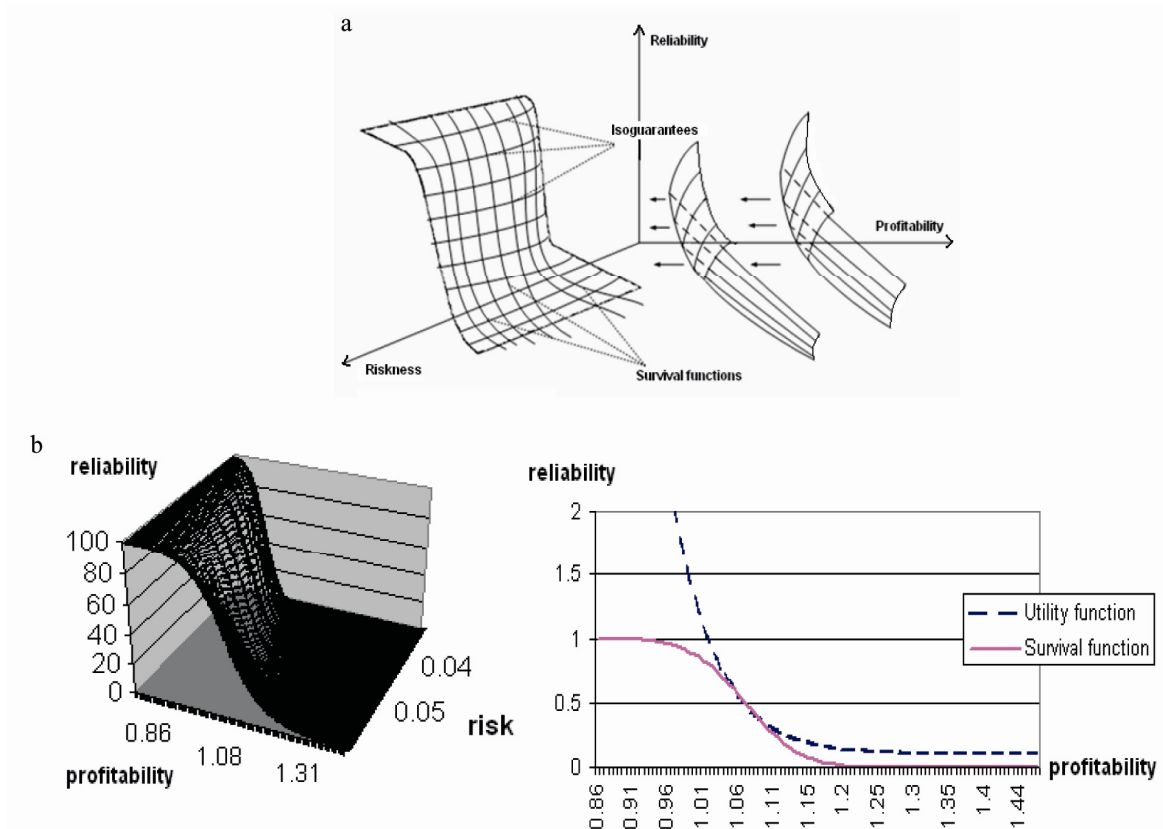 a
Reliability
Isoguarantees
Profitability
Riskness
Survival functions
b
reliability
100
80
60
40
20
0
0.86
1.08
1.31
profitability
0.04
0.05
risk
reliability
2
1.5
1
0.5
0
0.86
0.91
0.96
1.01
1.06
1.11
1.16
1.2
1.25
1.3
1.35
1.4
1.44
profitability
Utility function
Survival function